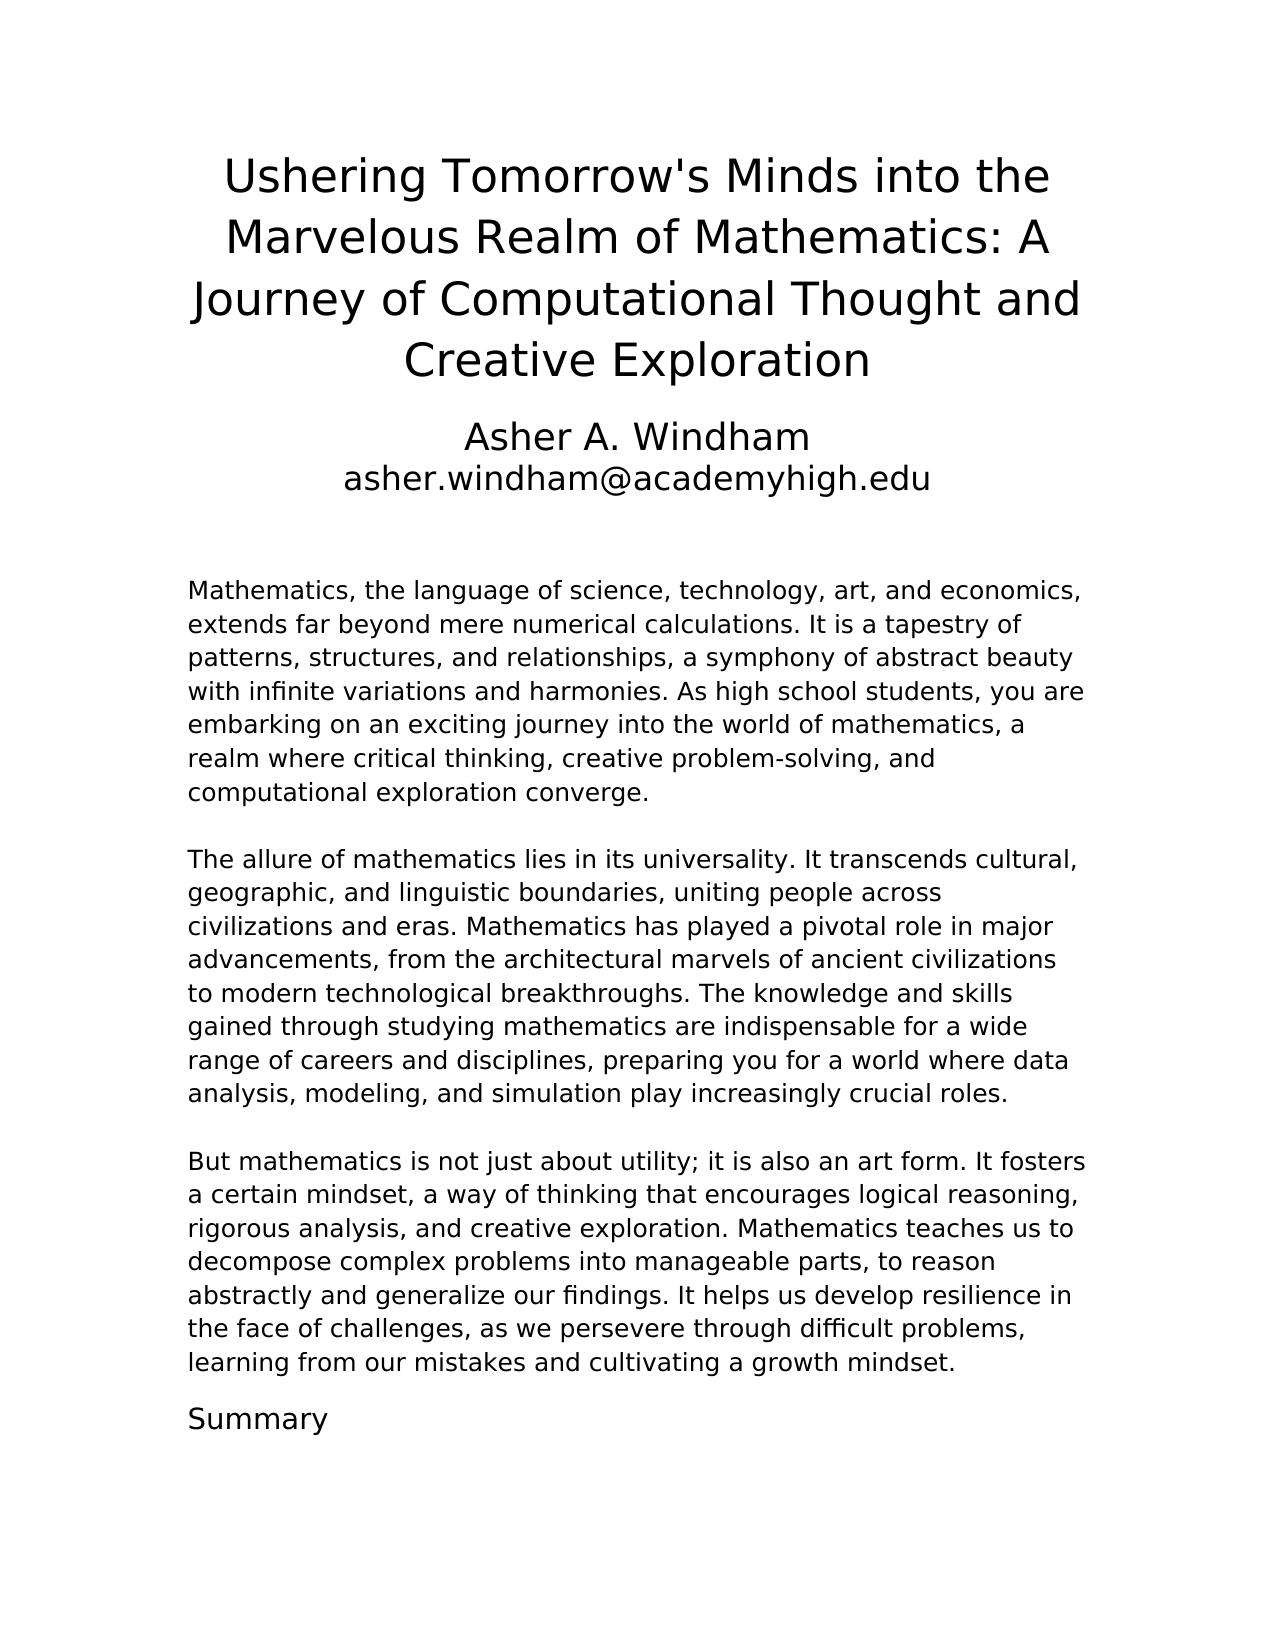 Ushering Tomorrow's Minds into the
Marvelous Realm of Mathematics: A
Journey of Computational Thought and
Creative Exploration
Asher A. Windham
asher.windham@academyhigh.edu
Mathematics, the language of science, technology, art, and economics,
extends far beyond mere numerical calculations. It is a tapestry of
patterns, structures, and relationships, a symphony of abstract beauty
with infinite variations and harmonies. As high school students, you are
embarking on an exciting journey into the world of mathematics, a
realm where critical thinking, creative problem-solving, and
computational exploration converge.
The allure of mathematics lies in its universality. It transcends cultural,
geographic, and linguistic boundaries, uniting people across
civilizations and eras. Mathematics has played a pivotal role in major
advancements, from the architectural marvels of ancient civilizations
to modern technological breakthroughs. The knowledge and skills
gained through studying mathematics are indispensable for a wide
range of careers and disciplines, preparing you for a world where data
analysis, modeling, and simulation play increasingly crucial roles.
But mathematics is not just about utility; it is also an art form. It fosters
a certain mindset, a way of thinking that encourages logical reasoning,
rigorous analysis, and creative exploration. Mathematics teaches us to
decompose complex problems into manageable parts, to reason
abstractly and generalize our findings. It helps us develop resilience in
the face of challenges, as we persevere through difficult problems,
learning from our mistakes and cultivating a growth mindset.
Summary